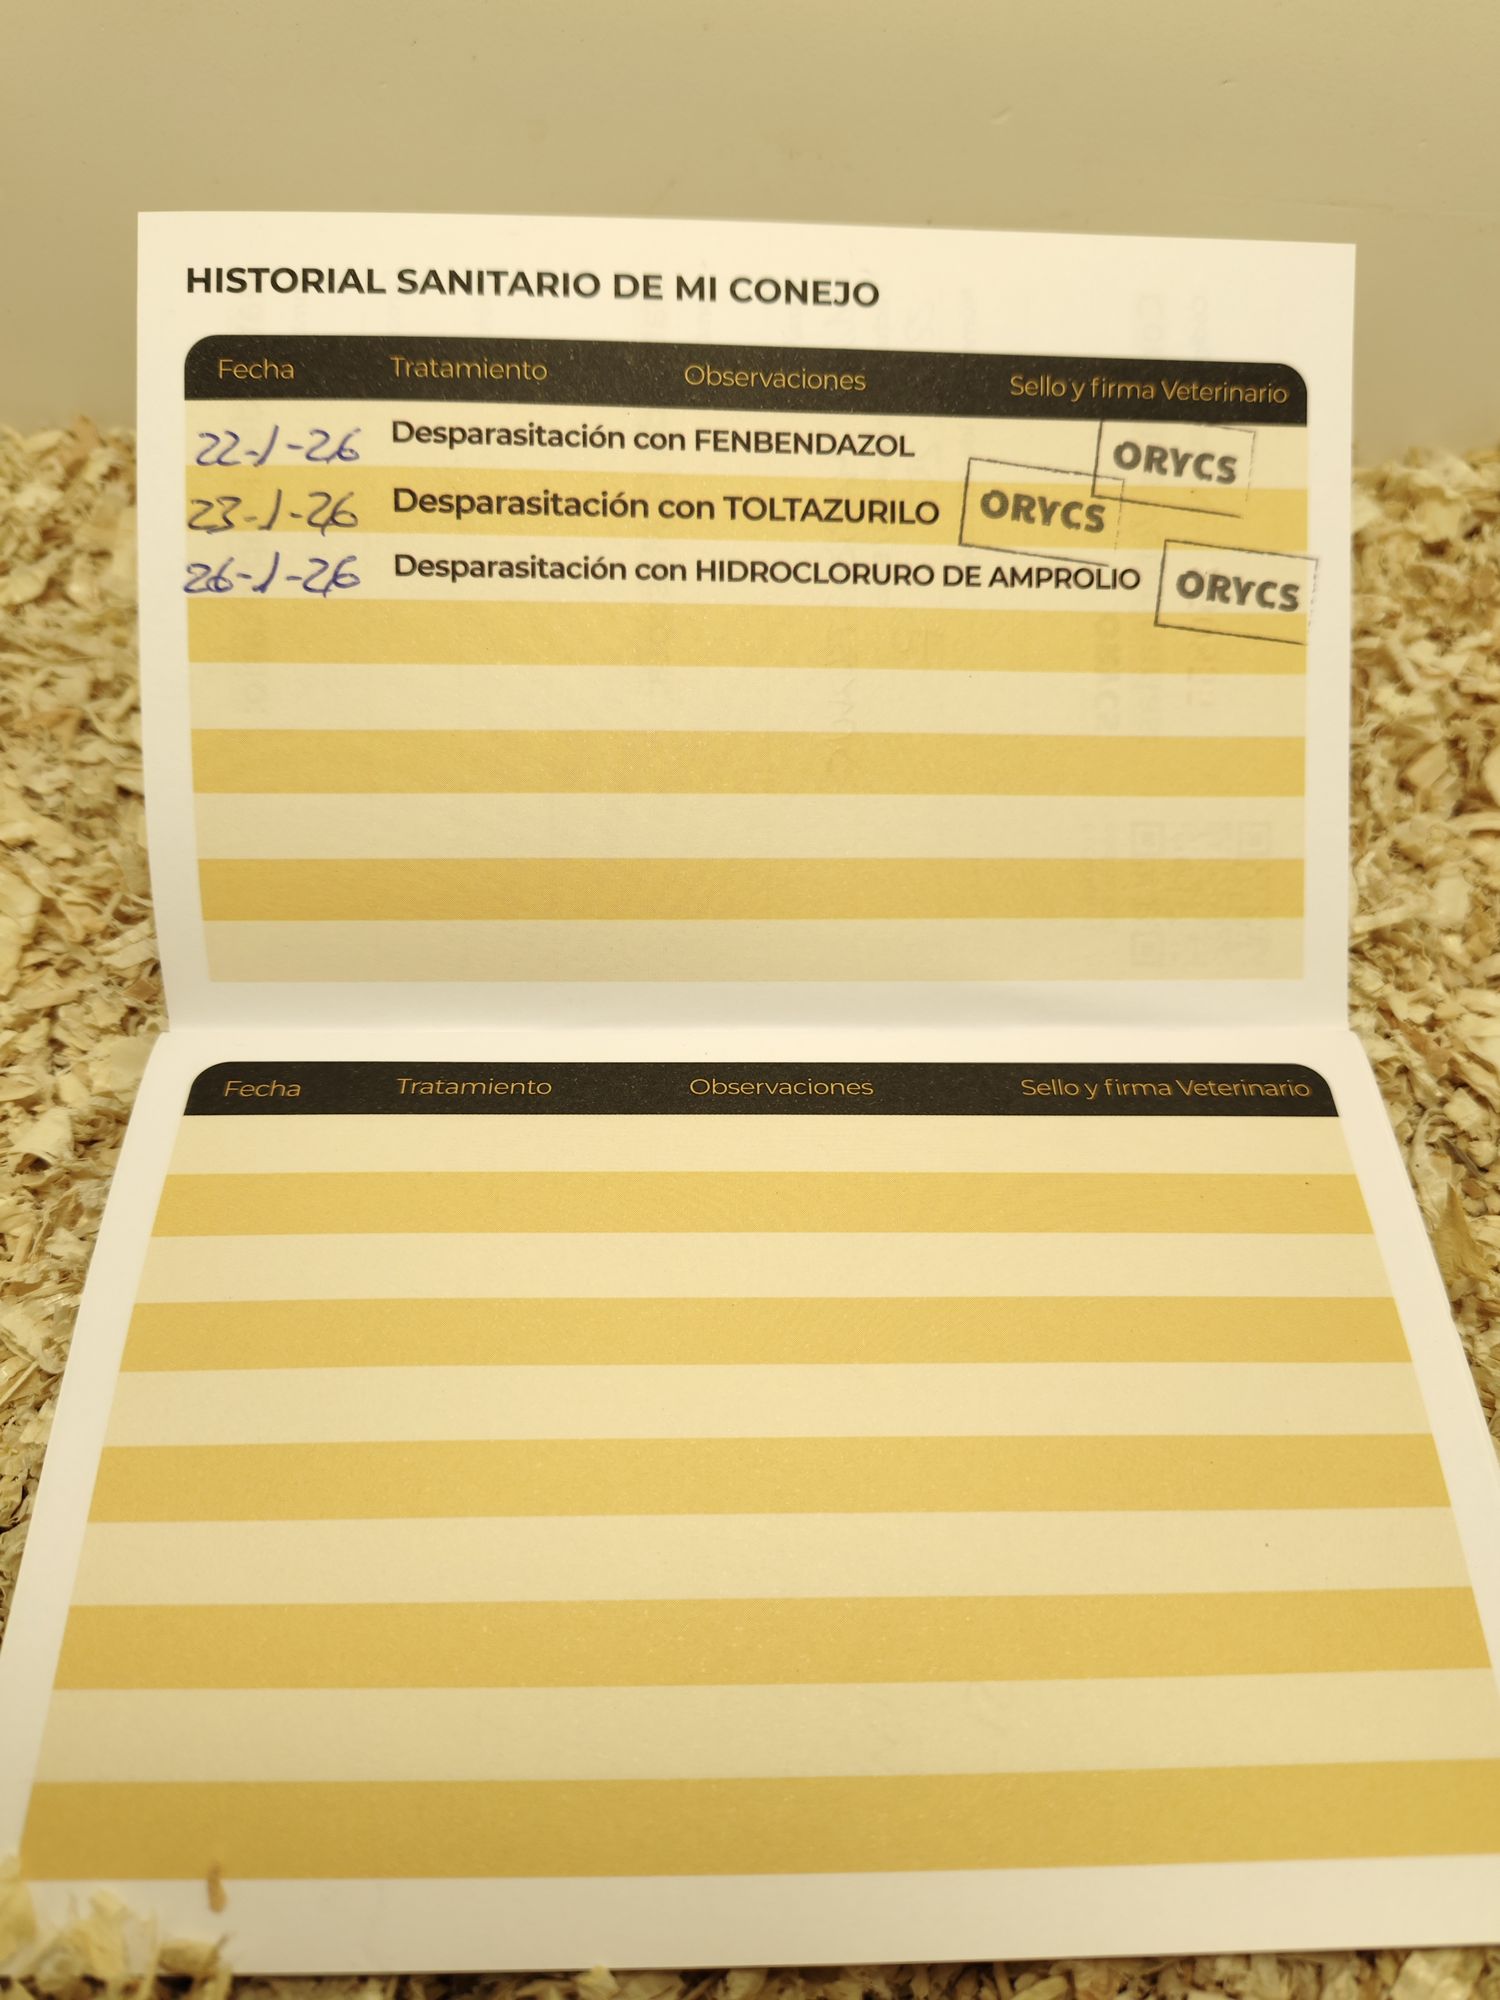 HISTORIAL SANITARIO DE MI CONEJO
Fecha Tratamiento Observaciones Sello y firma Veterinario
22-1-26 Desparasitación con FENBENDAZOL ORYCS
23-1-26 Desparasitación con TOLTAZURILO ORYCS
26-1-26 Desparasitación con HIDROCLORURO DE AMPROLIO ORYCS
Fecha Tratamiento Observaciones Sello y firma Veterinario